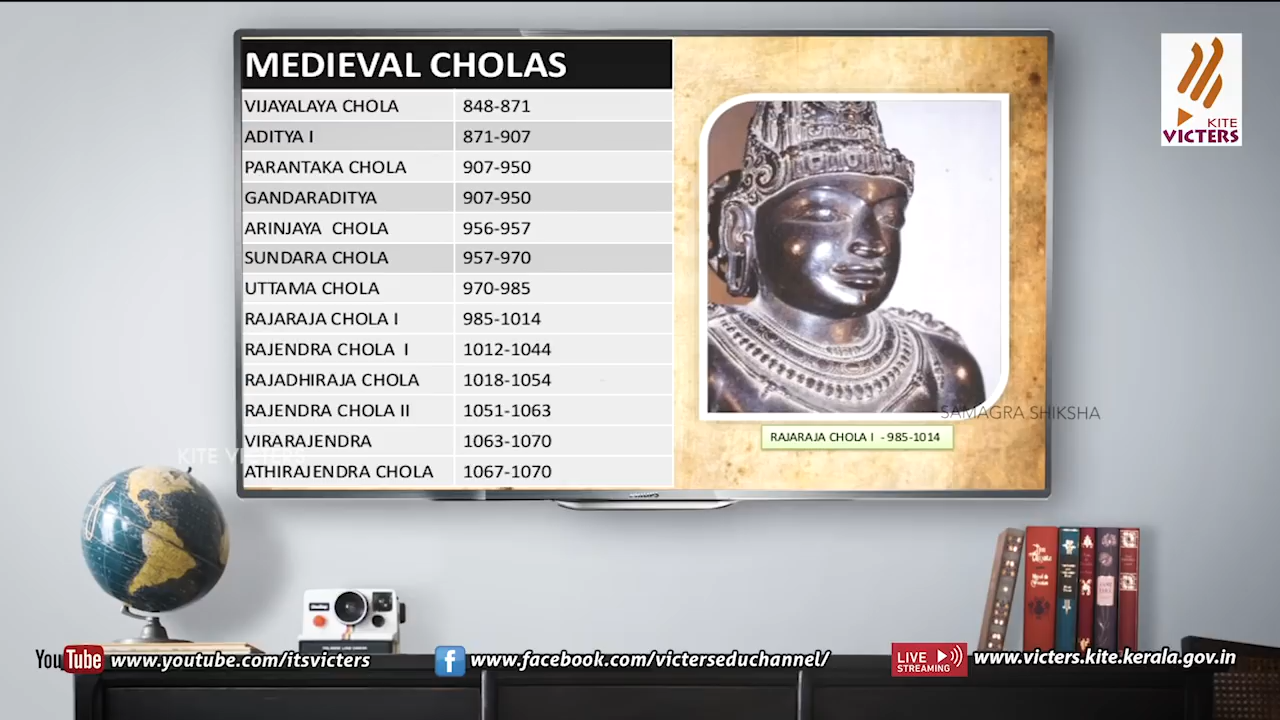 MEDIEVAL CHOLAS
VIJAYALAYA CHOLA 848-871
ADITYA I 871-907
PARANTAKA CHOLA 907-950
GANDARADITYA 907-950
ARINJAYA CHOLA 956-957
SUNDARA CHOLA 957-970
UTTAMA CHOLA 970-985
RAJARAJA CHOLA I 985-1014
RAJENDRA CHOLA I 1012-1044
RAJADHIRAJA CHOLA 1018-1054
RAJENDRA CHOLA II 1051-1063
VIRARAJENDRA 1063-1070
ATHIRAJENDRA CHOLA 1067-1070
RAJARAJA CHOLA I - 985-1014
SAMAGRA SHIKSHA
KITE VICTERS
KITE
VICTERS
PHILIPS
YouTube www.youtube.com/itsvicters
f www.facebook.com/victerseduchannel/
LIVE
STREAMING
www.victers.kite.kerala.gov.in